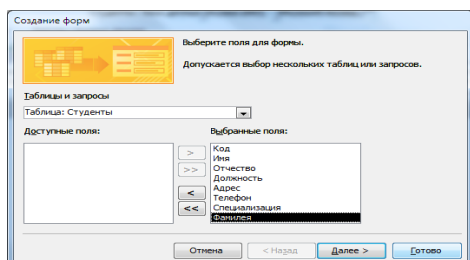 Создание форм
Выберите поля для формы.
Допускается выбор нескольких таблиц или запросов.
Таблицы и запросы
Таблица: Студенты
Доступные поля:
Выбранные поля:
>
>>
<
<<
Код
Имя
Отчество
Должность
Адрес
Телефон
Специализация
Фамилея
Отмена
< Назад
Далее >
Готово